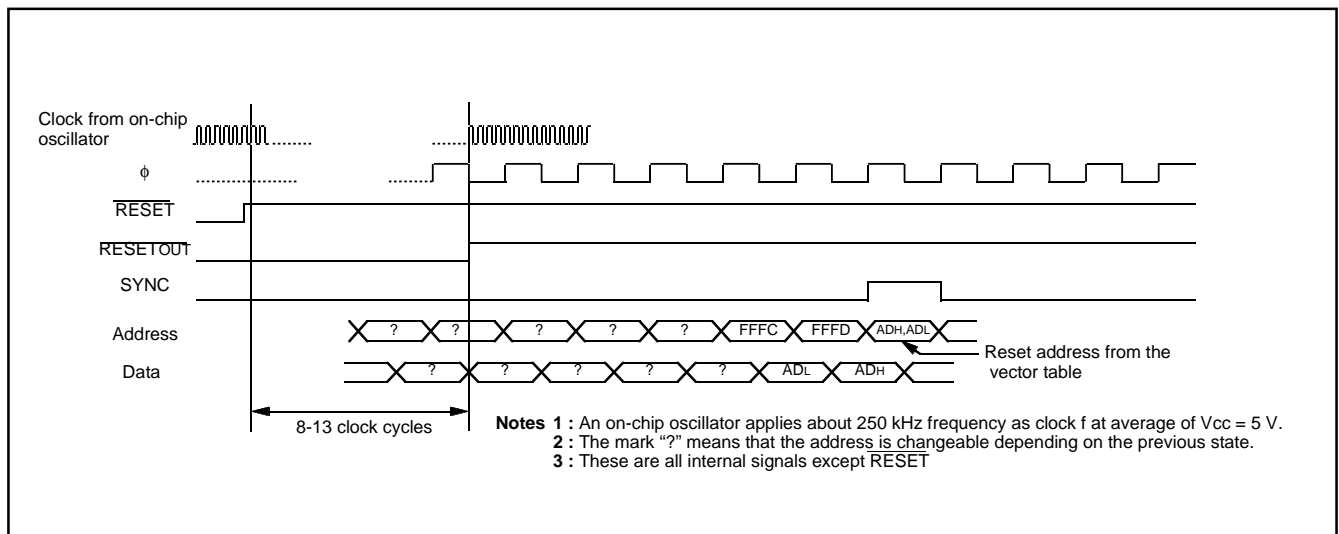 Clock from on-chip
oscillator
ϕ
RESET
RESETOUT
SYNC
Address
? ? ? ? ? FFFC FFFD ADH,ADL
Reset address from the
vector table
Data
? ? ? ? ? ADL ADH
8-13 clock cycles
Notes 1 : An on-chip oscillator applies about 250 kHz frequency as clock f at average of Vcc = 5 V.
2 : The mark “?” means that the address is changeable depending on the previous state.
3 : These are all internal signals except RESET